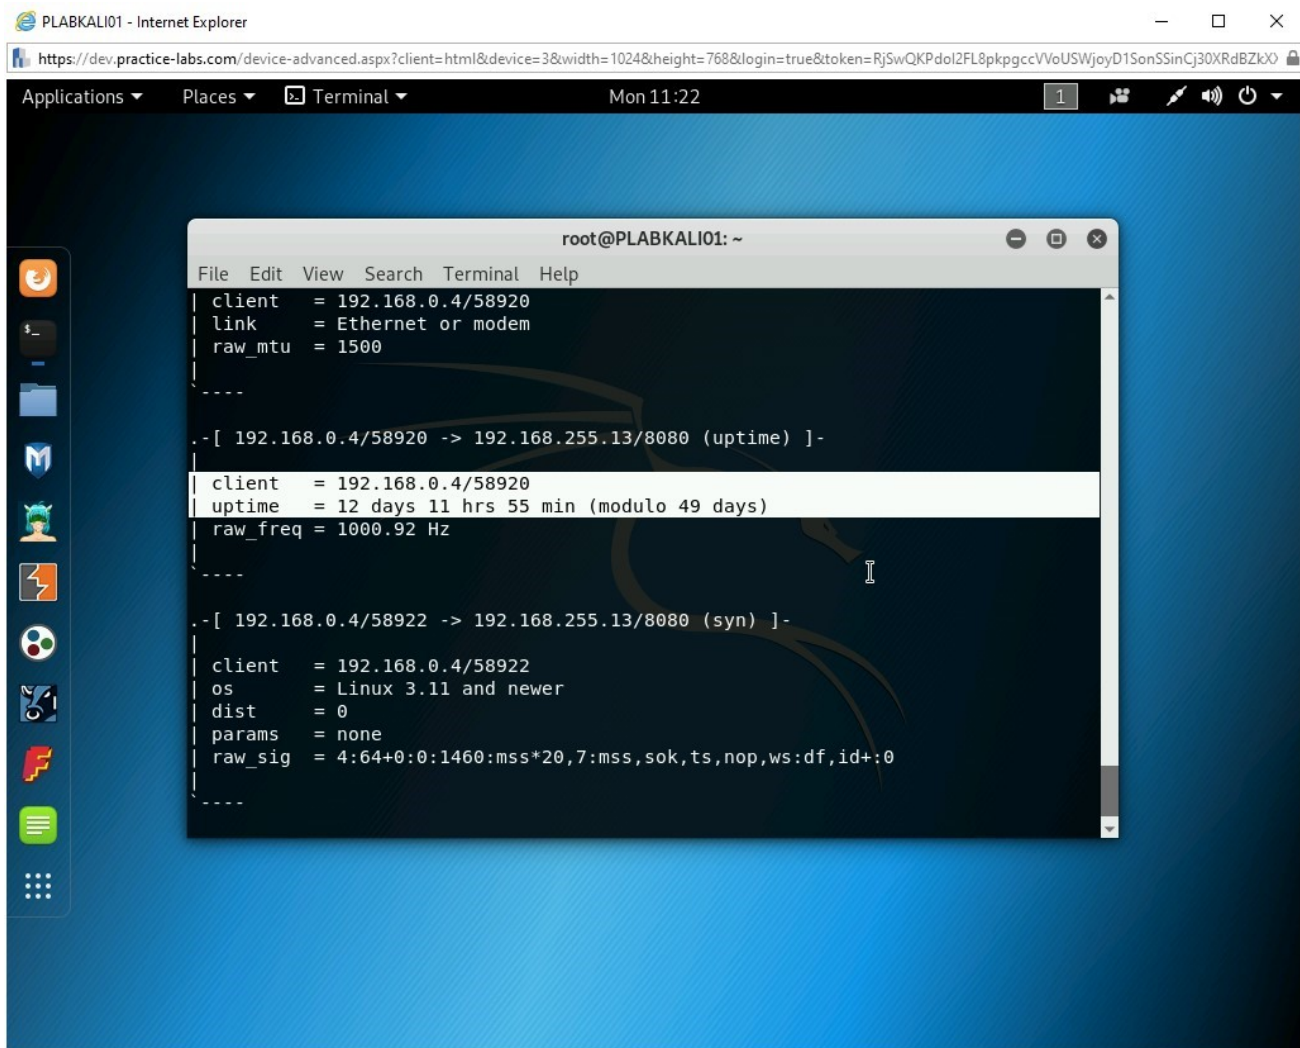 PLABKALI01 - Internet Explorer
https://dev.practice-labs.com/device-advanced.aspx?client=html&device=3&width=1024&height=768&login=true&token=
Applications Places Terminal Mon 11:22 1
root@PLABKALI01: ~
File Edit View Search Terminal Help
| client   = 192.168.0.4/58920
| link     = Ethernet or modem
| raw_mtu  = 1500
|
`----
.-[ 192.168.0.4/58920 -> 192.168.255.13/8080 (uptime) ]-
|
| client   = 192.168.0.4/58920
| uptime   = 12 days 11 hrs 55 min (modulo 49 days)
| raw_freq = 1000.92 Hz
|
`----
.-[ 192.168.0.4/58922 -> 192.168.255.13/8080 (syn) ]-
|
| client   = 192.168.0.4/58922
| os       = Linux 3.11 and newer
| dist     = 0
| params   = none
| raw_sig  = 4:64+0:0:1460:mss*20,7:mss,sok,ts,nop,ws:df,id+:0
|
`----